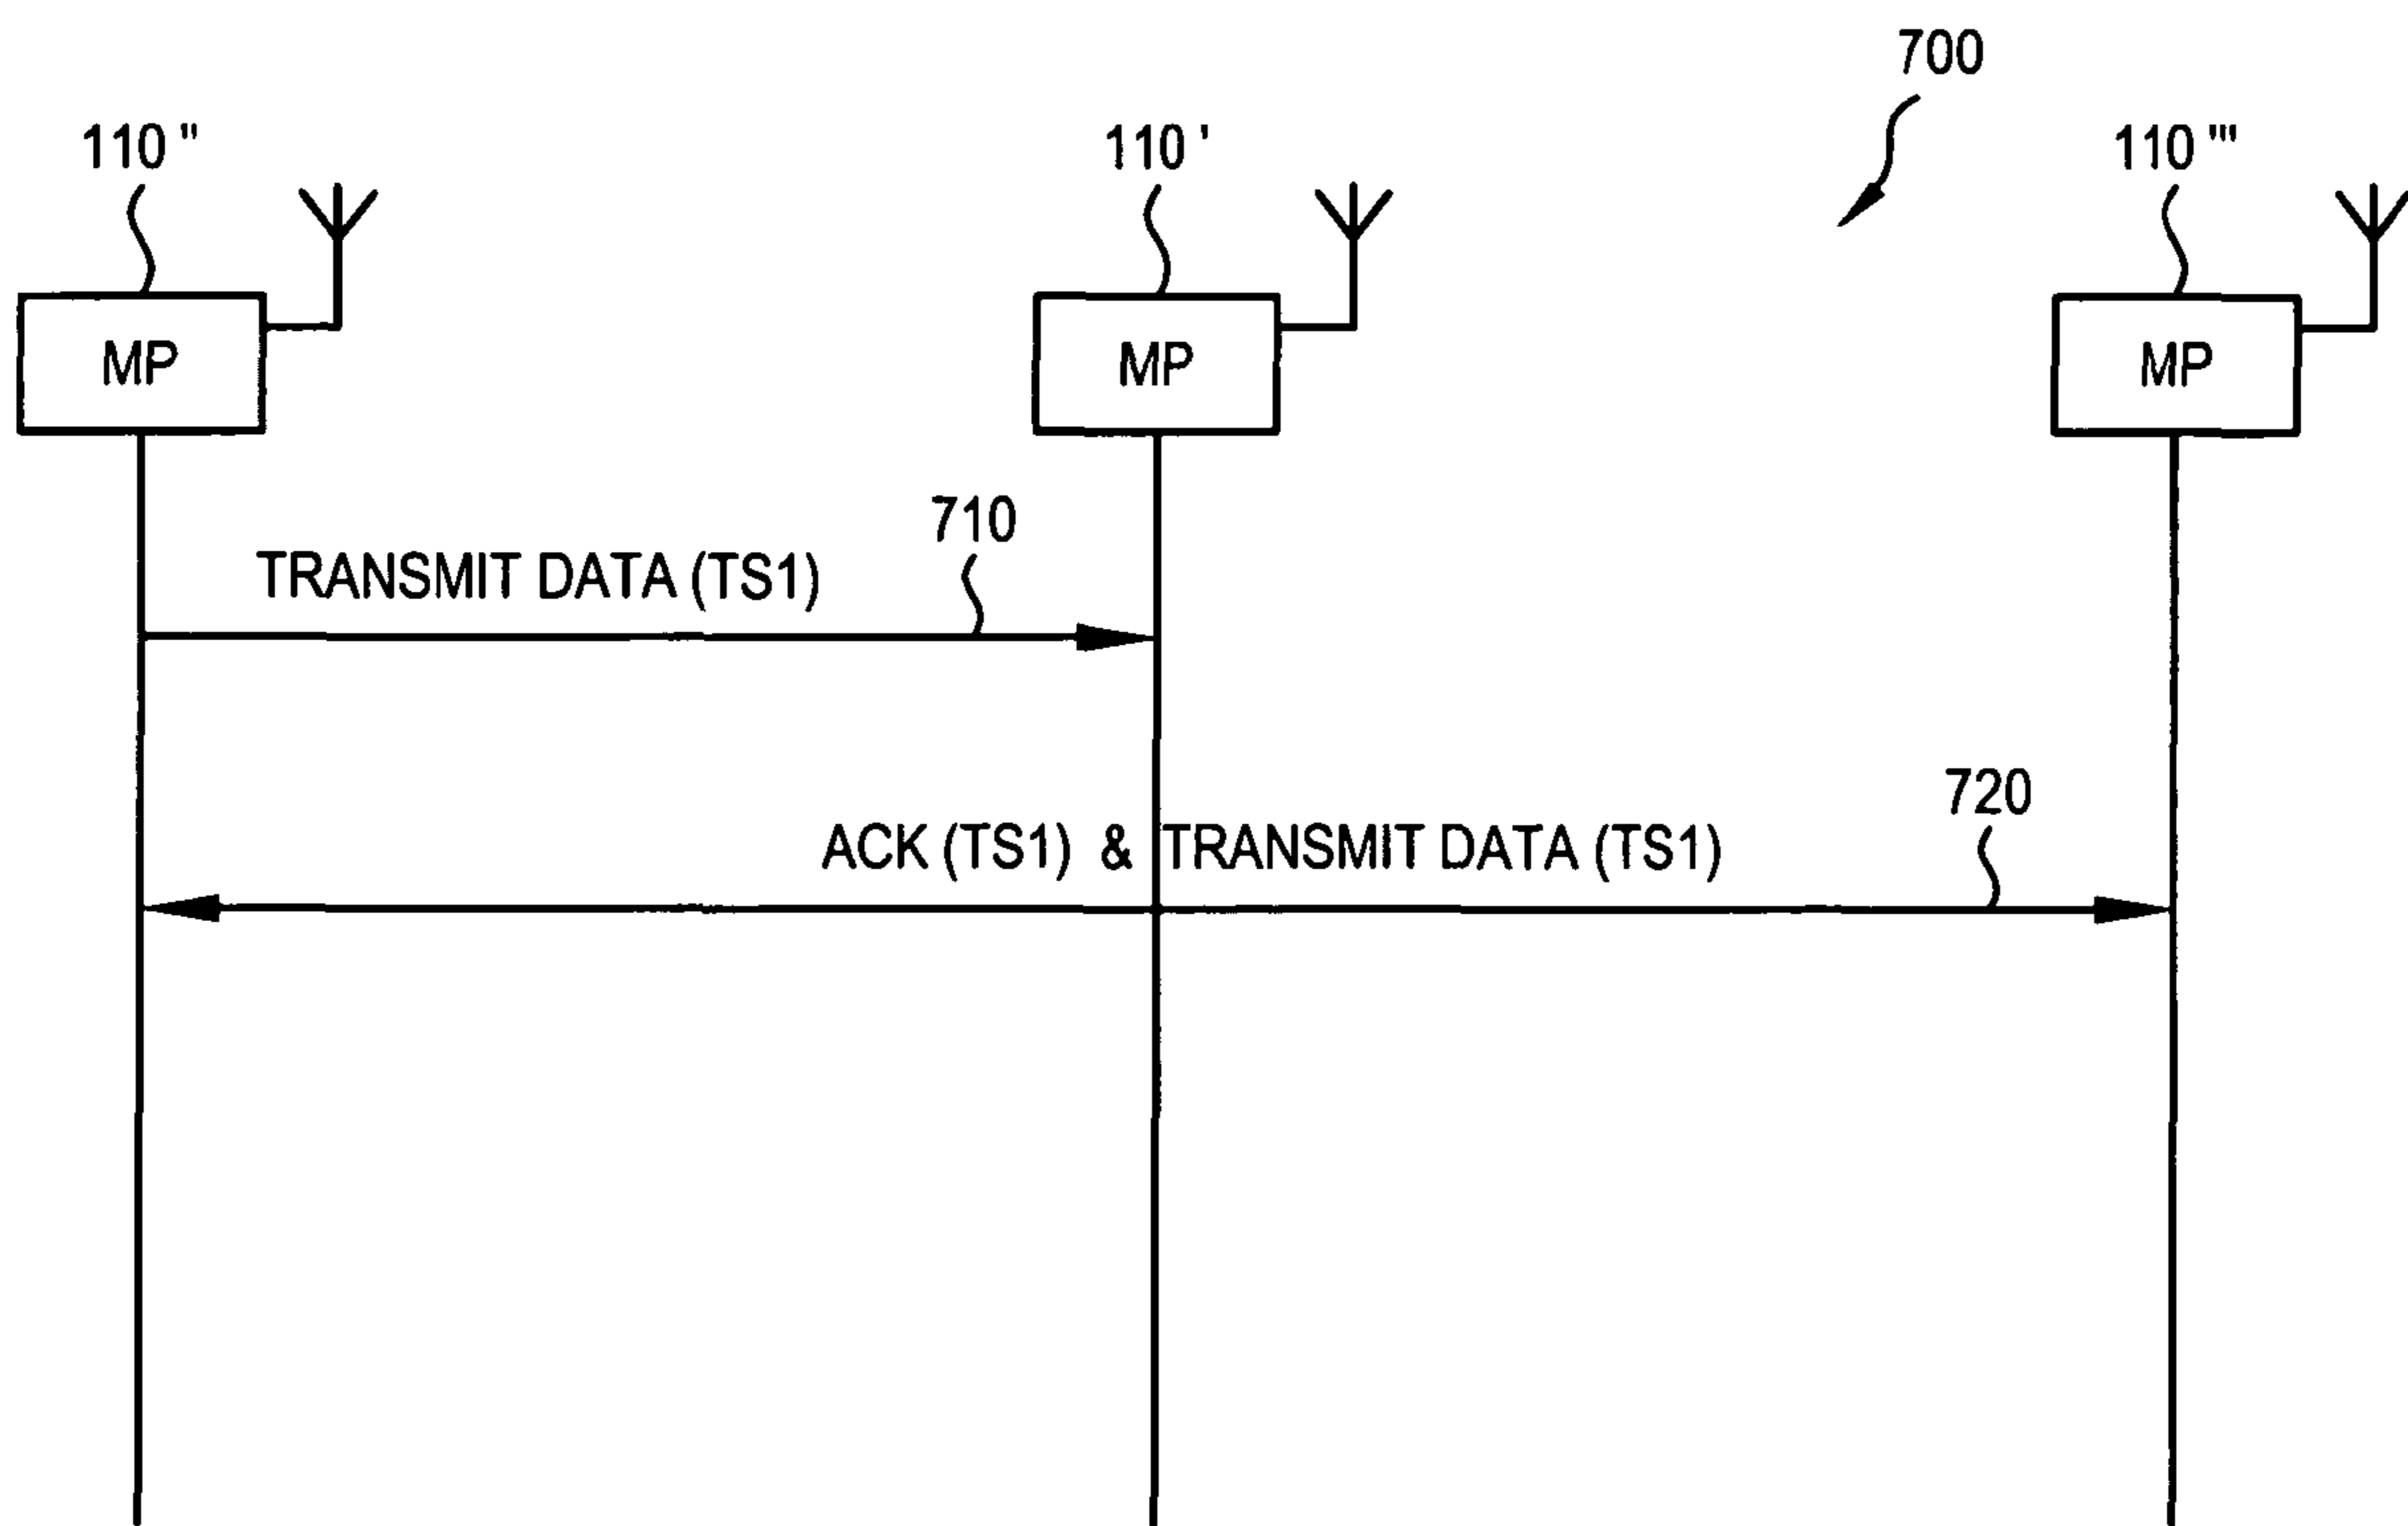 700
110 " 110 ' 110 '"
MP MP MP
710
TRANSMIT DATA (TS1)
720
ACK (TS1) & TRANSMIT DATA (TS1)